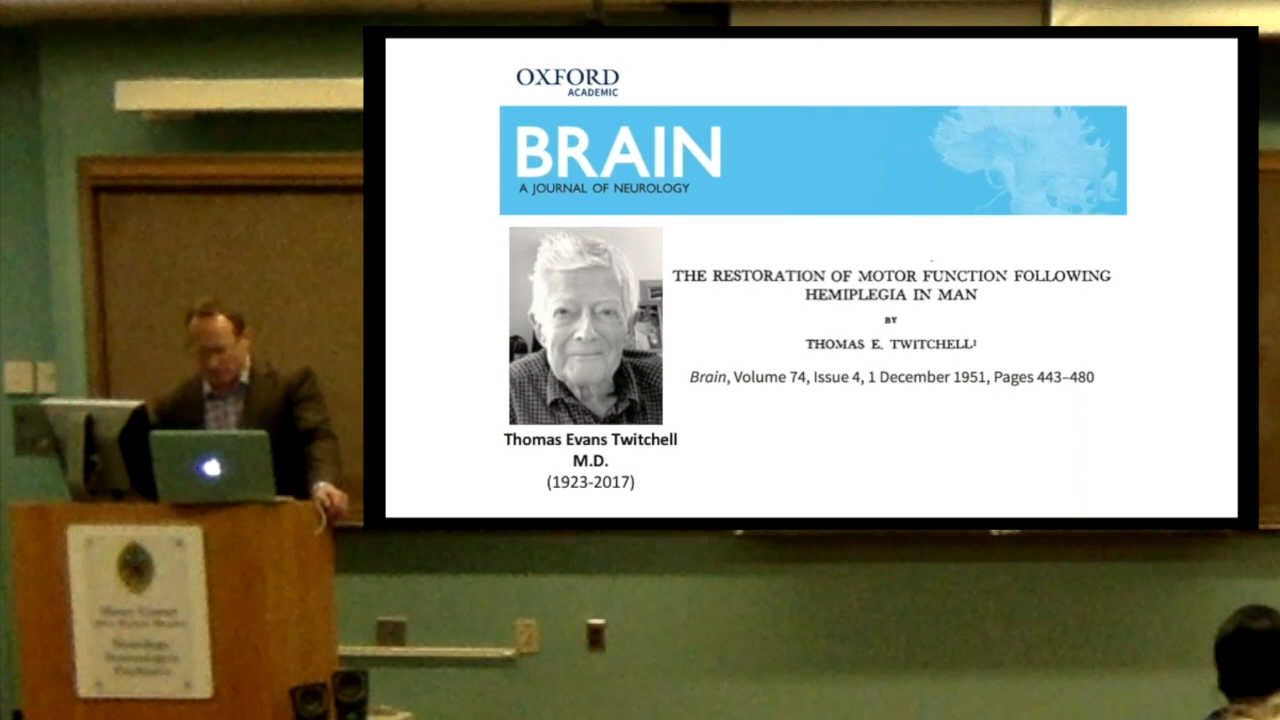 OXFORD
ACADEMIC
BRAIN
A JOURNAL OF NEUROLOGY
THE RESTORATION OF MOTOR FUNCTION FOLLOWING
HEMIPLEGIA IN MAN
BY
THOMAS E. TWITCHELL¹
Brain, Volume 74, Issue 4, 1 December 1951, Pages 443–480
Thomas Evans Twitchell
M.D.
(1923-2017)